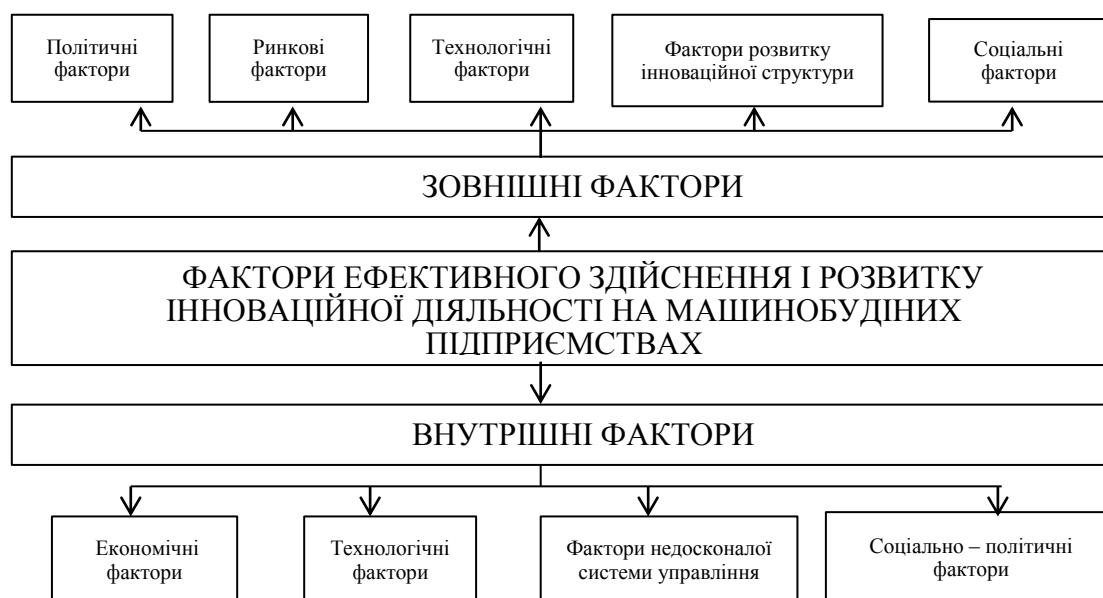 Політичні
фактори
Ринкові
фактори
Технологічні
фактори
Фактори розвитку
інноваційної структури
Соціальні
фактори
ЗОВНІШНІ ФАКТОРИ
ФАКТОРИ ЕФЕКТИВНОГО ЗДІЙСНЕННЯ І РОЗВИТКУ
ІННОВАЦІЙНОЇ ДІЯЛЬНОСТІ НА МАШИНОБУДІНИХ
ПІДПРИЄМСТВАХ
ВНУТРІШНІ ФАКТОРИ
Економічні
фактори
Технологічні
фактори
Фактори недосконалої
системи управління
Соціально – політичні
фактори